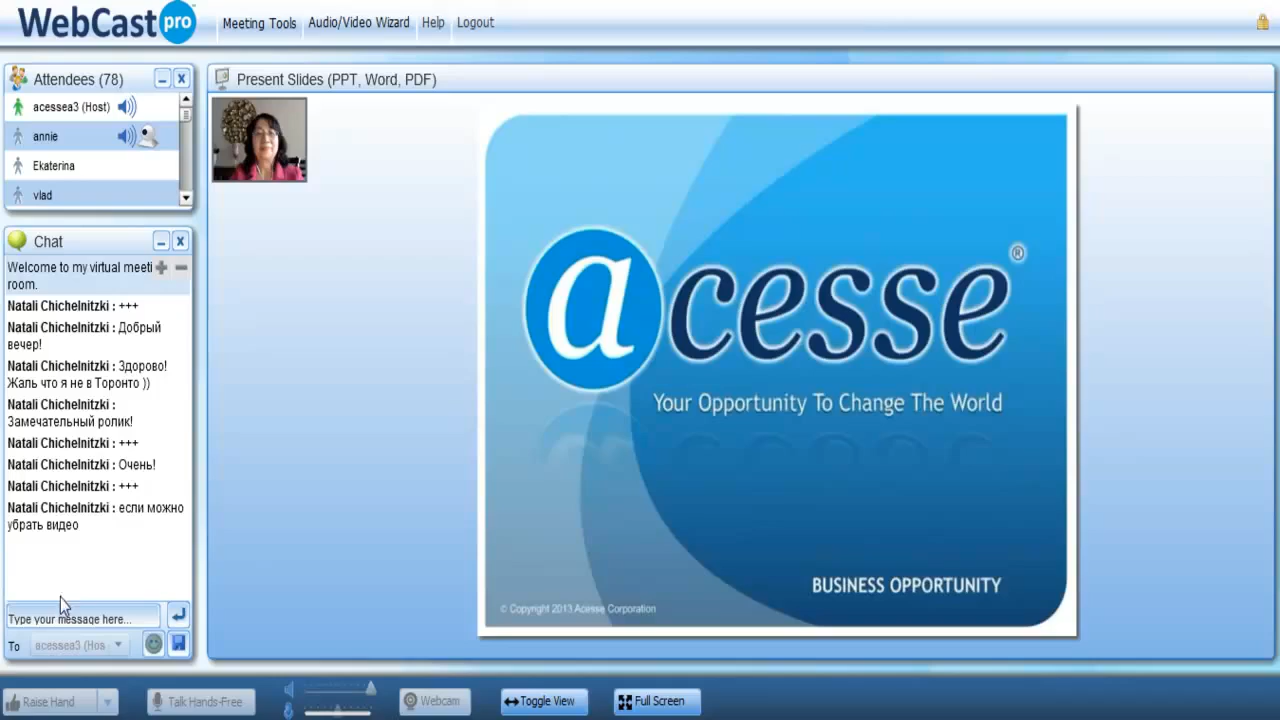 WebCast pro
Meeting Tools
Audio/Video Wizard
Help
Logout
Attendees (78)
acessea3 (Host)
annie
Ekaterina
vlad
Chat
Welcome to my virtual meeti
room.
Natali Chichelnitzki : +++
Natali Chichelnitzki : Добрый
вечер!
Natali Chichelnitzki : Здорово!
Жаль что я не в Торонто ))
Natali Chichelnitzki :
Замечательный ролик!
Natali Chichelnitzki : +++
Natali Chichelnitzki : Очень!
Natali Chichelnitzki : +++
Natali Chichelnitzki : если можно
убрать видео
Type your message here...
To acessea3 (Hos
Present Slides (PPT, Word, PDF)
acesse®
Your Opportunity To Change The World
BUSINESS OPPORTUNITY
© Copyright 2013 Acesse Corporation
Raise Hand
Talk Hands-Free
Webcam
Toggle View
Full Screen